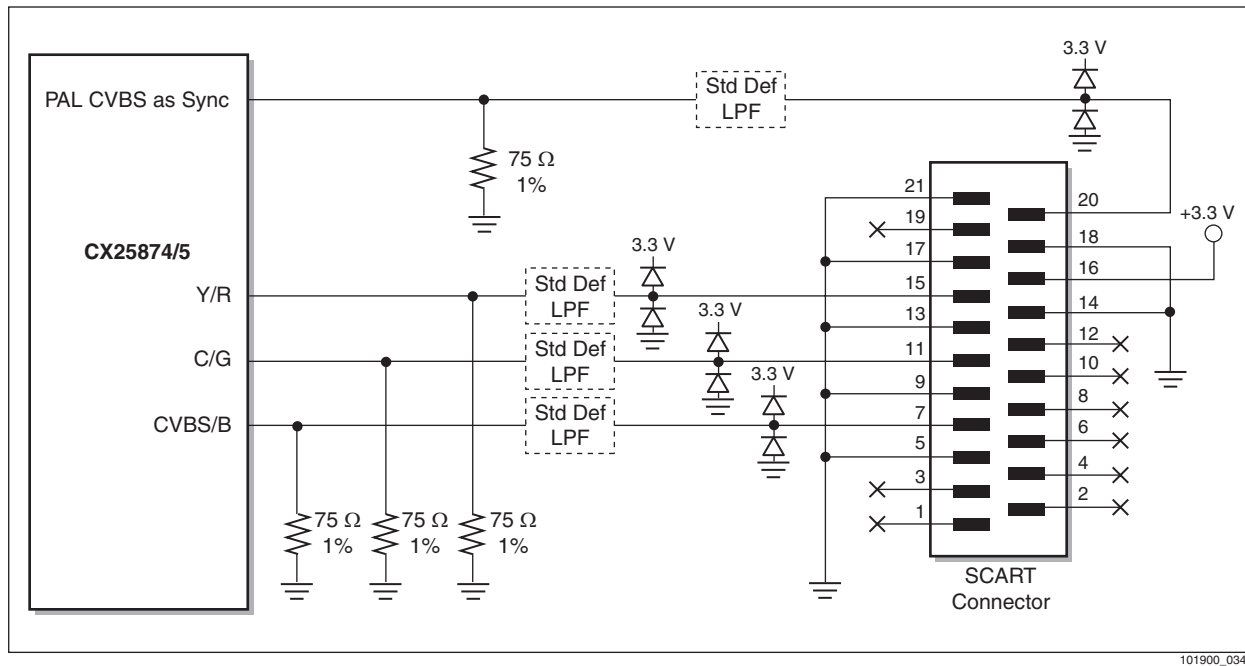 PAL CVBS as Sync
CX25874/5
Y/R
C/G
CVBS/B
75 Ω
1%
Std Def
LPF
3.3 V
Std Def
LPF
3.3 V
Std Def
LPF
3.3 V
Std Def
LPF
3.3 V
75 Ω
1%
75 Ω
1%
75 Ω
1%
21
19
17
15
13
11
9
7
5
3
1
20
18
16
14
12
10
8
6
4
2
+3.3 V
SCART
Connector
101900_034